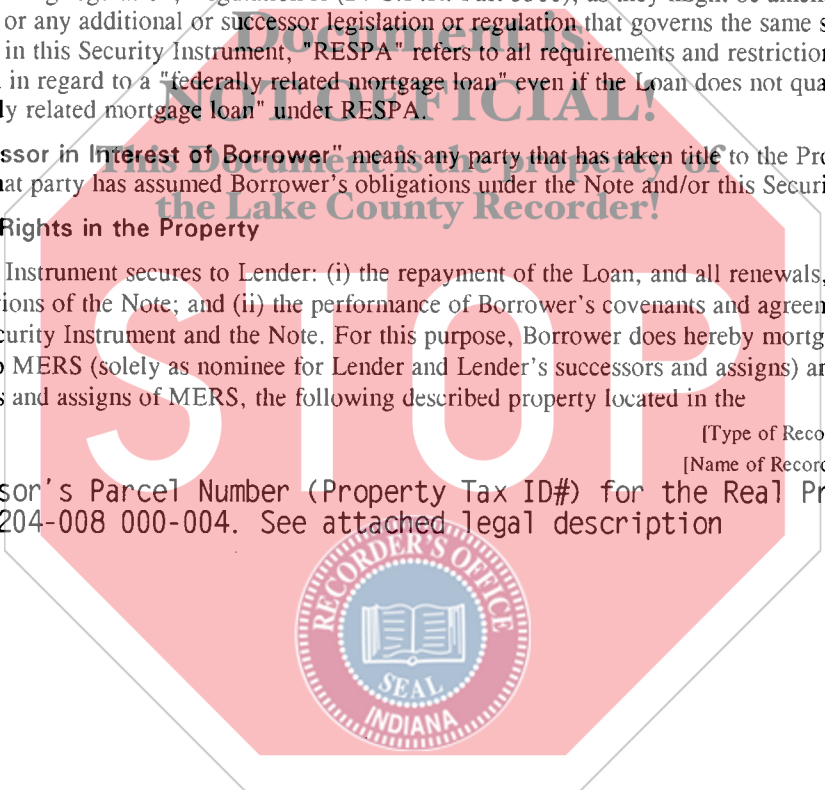 or any additional or successor legislation or regulation that governs the same s
Document is
in this Security Instrument, "RESPA" refers to all requirements and restriction
in regard to a "federally related mortgage loan" even if the Loan does not qua
NOT OFFICIAL!
ly related mortgage loan" under RESPA.
ssor in Interest of Borrower" means any party that has taken title to the Pro
This Document is the property of
at party has assumed Borrower's obligations under the Note and/or this Securi
the Lake County Recorder!
Rights in the Property
Instrument secures to Lender: (i) the repayment of the Loan, and all renewals,
ions of the Note; and (ii) the performance of Borrower's covenants and agreem
curity Instrument and the Note. For this purpose, Borrower does hereby mortg
MERS (solely as nominee for Lender and Lender's successors and assigns) an
s and assigns of MERS, the following described property located in the
[Type of Reco
[Name of Record
sor's Parcel Number (Property Tax ID#) for the Real Pr
204-008 000-004. See attached legal description
STOP
RECORDER'S OFFICE
SEAL
INDIANA